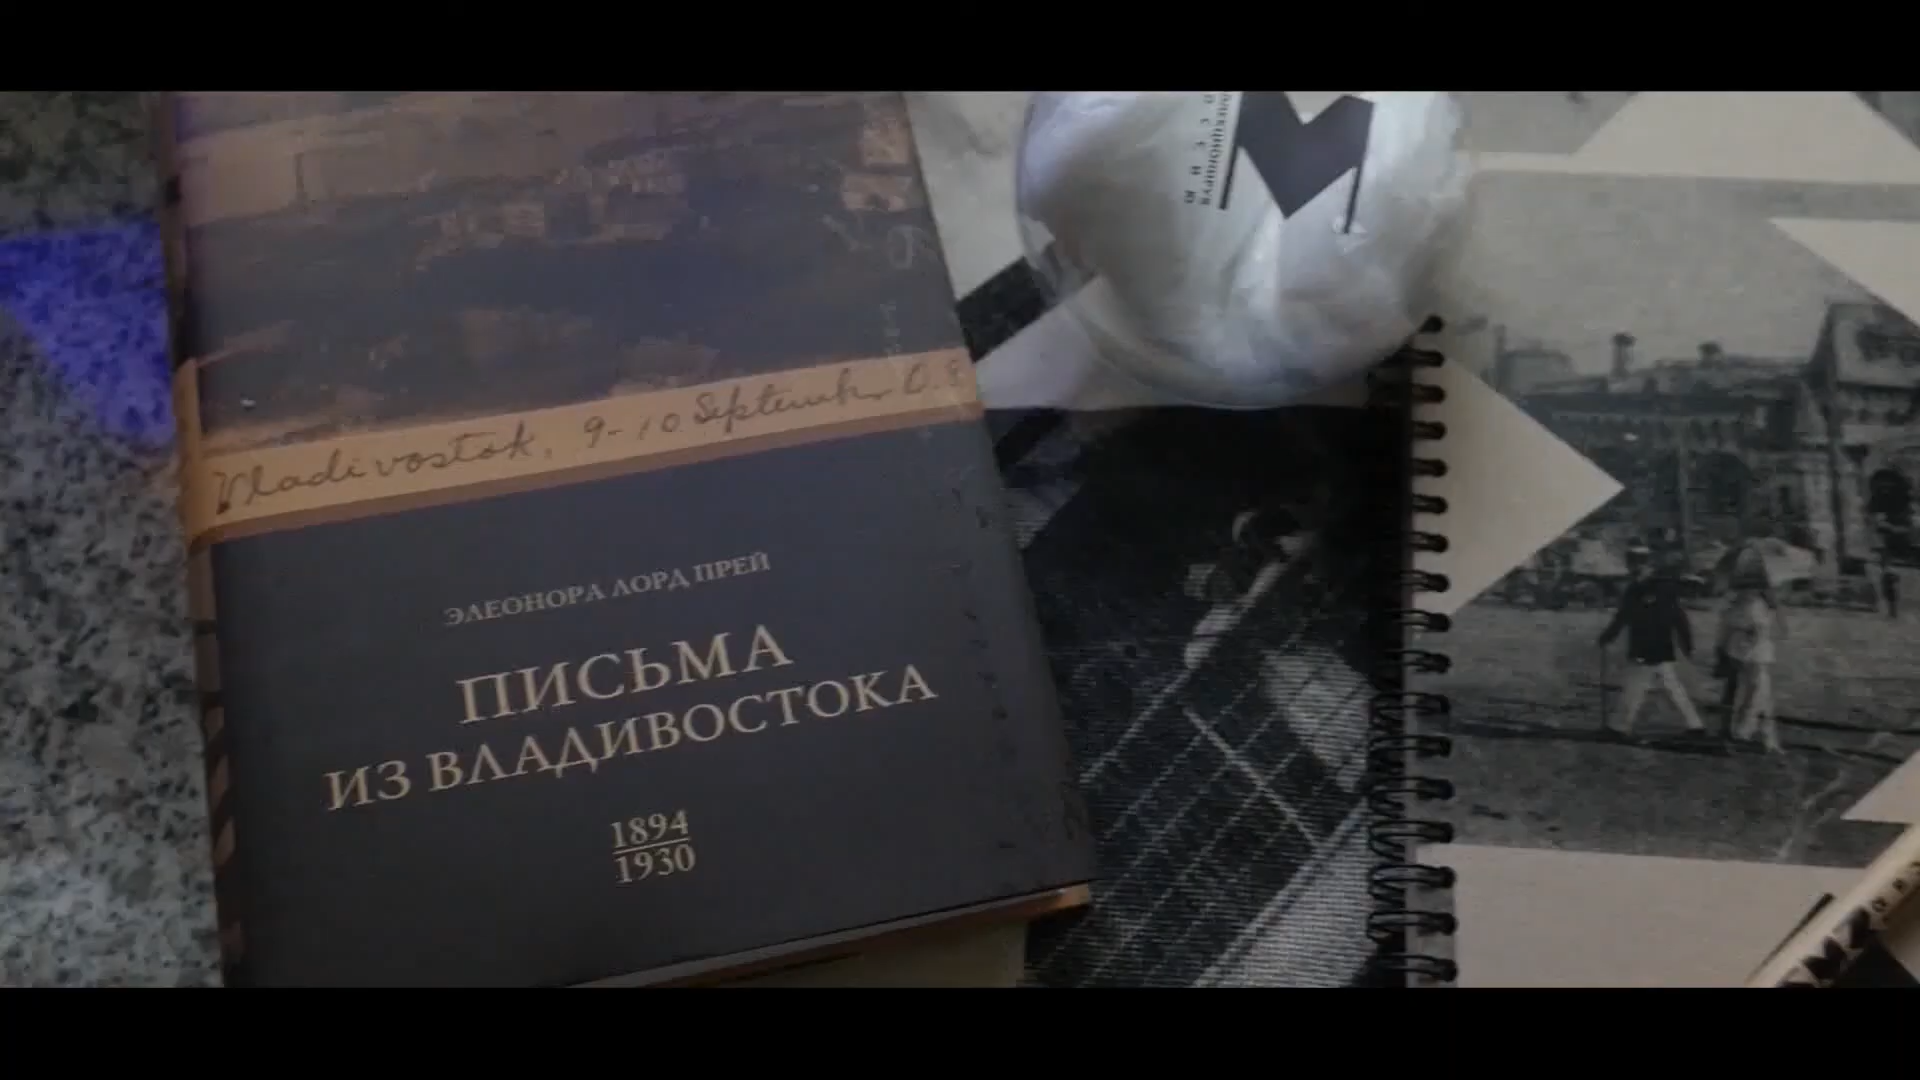 Vladivostok, 9-10 September O.S
ЭЛЕОНОРА ЛОРД ПРЕЙ
ПИСЬМА
ИЗ ВЛАДИВОСТОКА
1894
1930